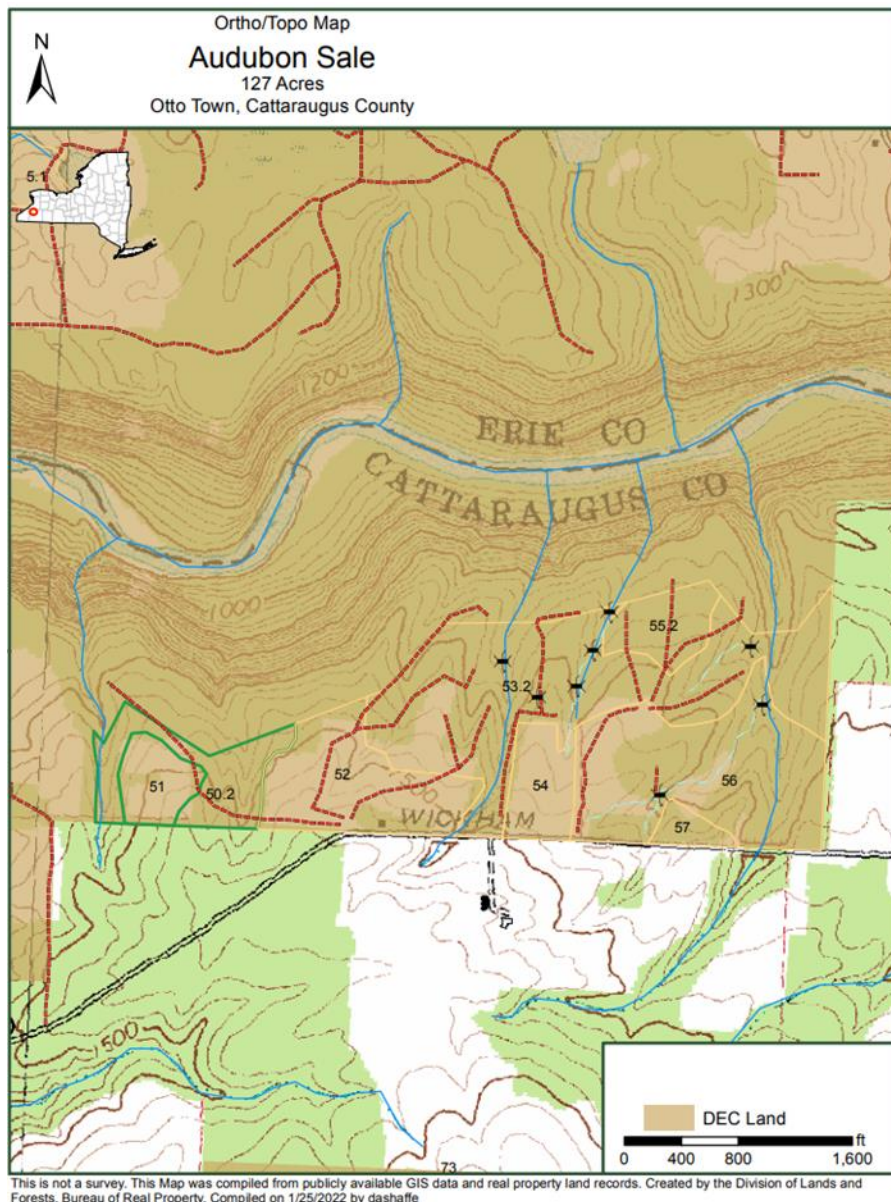 Ortho/Topo Map
N
Audubon Sale
127 Acres
Otto Town, Cattaraugus County
5.1
1300
1200
ERIE CO
CATTARAUGUS CO
1000
55.2
53.2
52
51
50.2
54
56
1500
WICKHAM
57
1500
DEC Land
ft
0 400 800 1,600
73
This is not a survey. This Map was compiled from publicly available GIS data and real property land records. Created by the Division of Lands and
Forests, Bureau of Real Property. Compiled on 1/25/2022 by dashaffe